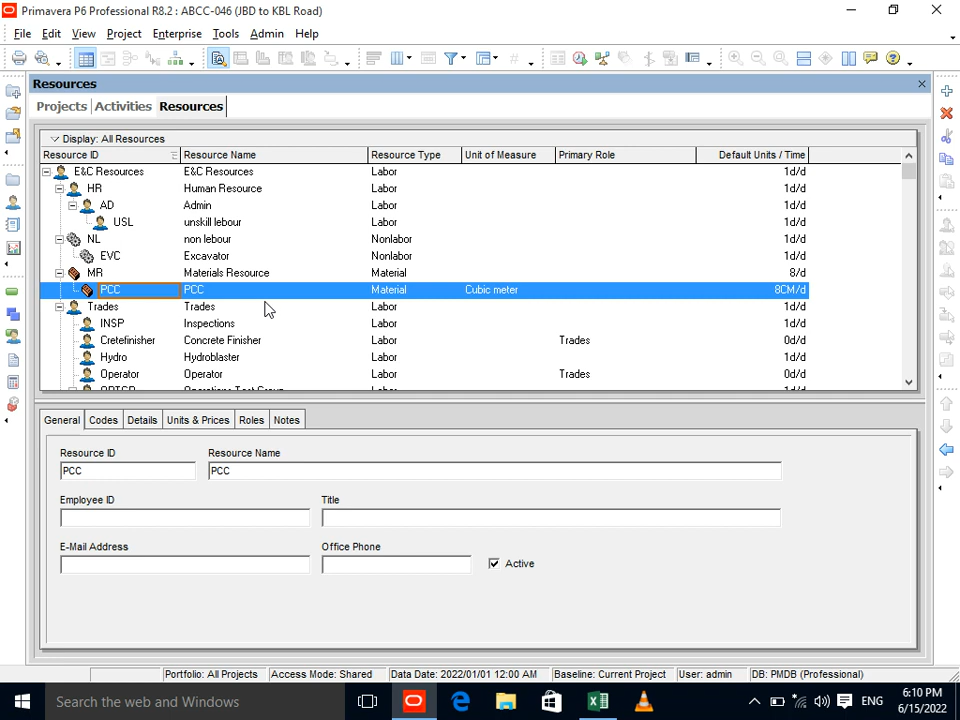 Primavera P6 Professional R8.2 : ABCC-046 (JBD to KBL Road)
File Edit View Project Enterprise Tools Admin Help
Resources
Projects Activities Resources
Display: All Resources
Resource ID Resource Name Resource Type Unit of Measure Primary Role Default Units / Time
E&C Resources E&C Resources Labor 1d/d
HR Human Resource Labor 1d/d
AD Admin Labor 1d/d
USL unskill lebour Labor 1d/d
NL non lebour Nonlabor 1d/d
EVC Excavator Nonlabor 1d/d
MR Materials Resource Material 8/d
PCC PCC Material Cubic meter 8CM/d
Trades Trades Labor 1d/d
INSP Inspections Labor 1d/d
Cretefinisher Concrete Finisher Labor Trades 0d/d
Hydro Hydroblaster Labor 1d/d
Operator Operator Labor Trades 0d/d
General Codes Details Units & Prices Roles Notes
Resource ID Resource Name
PCC PCC
Employee ID Title
E-Mail Address Office Phone
Active
Portfolio: All Projects Access Mode: Shared Data Date: 2022/01/01 12:00 AM Baseline: Current Project User: admin DB: PMDB (Professional)
Search the web and Windows
ENG
6:10 PM
6/15/2022